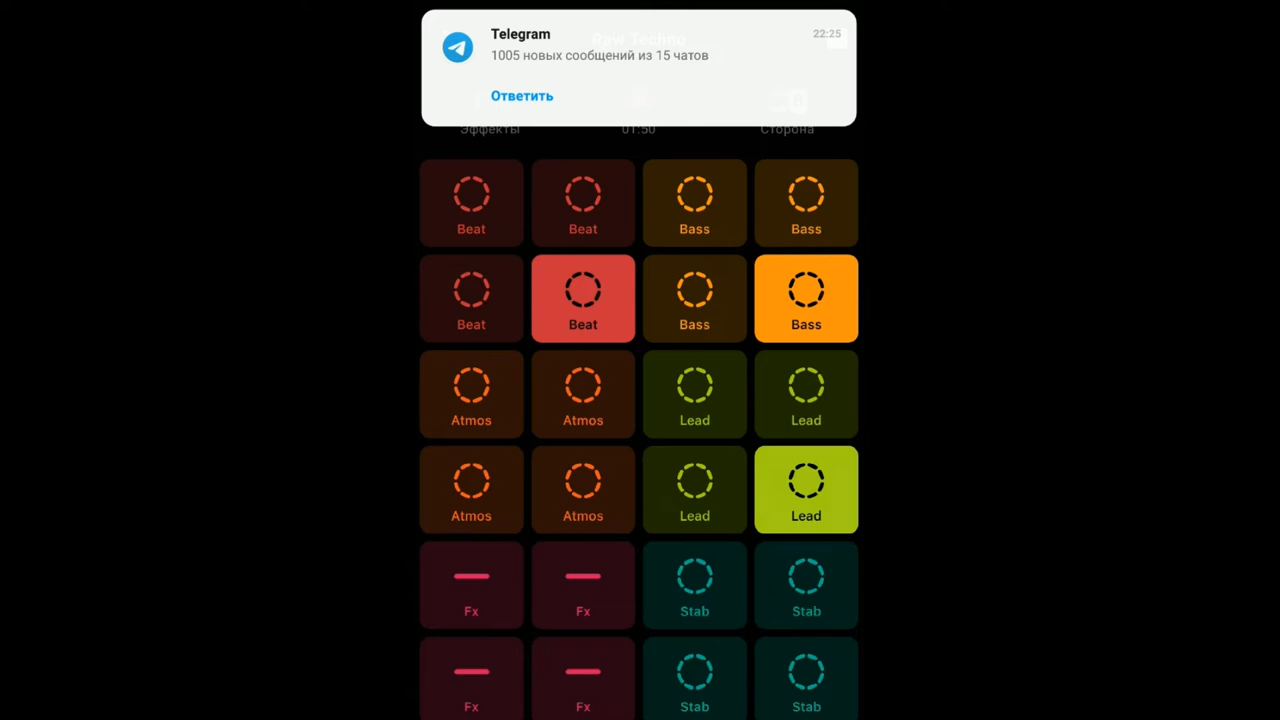 Telegram
22:25
1005 новых сообщений из 15 чатов
Ответить
Эффекты 01:50 Сторона
Beat Beat Bass Bass
Beat Beat Bass Bass
Atmos Atmos Lead Lead
Atmos Atmos Lead Lead
Fx Fx Stab Stab
Fx Fx Stab Stab